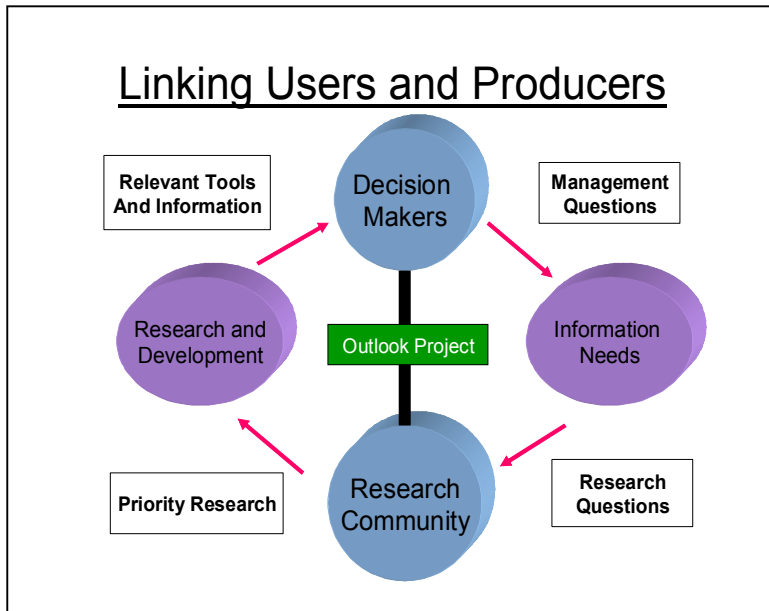 Linking Users and Producers
Relevant Tools
And Information
Decision
Makers
Management
Questions
Research and
Development
Outlook Project
Information
Needs
Priority Research
Research
Community
Research
Questions